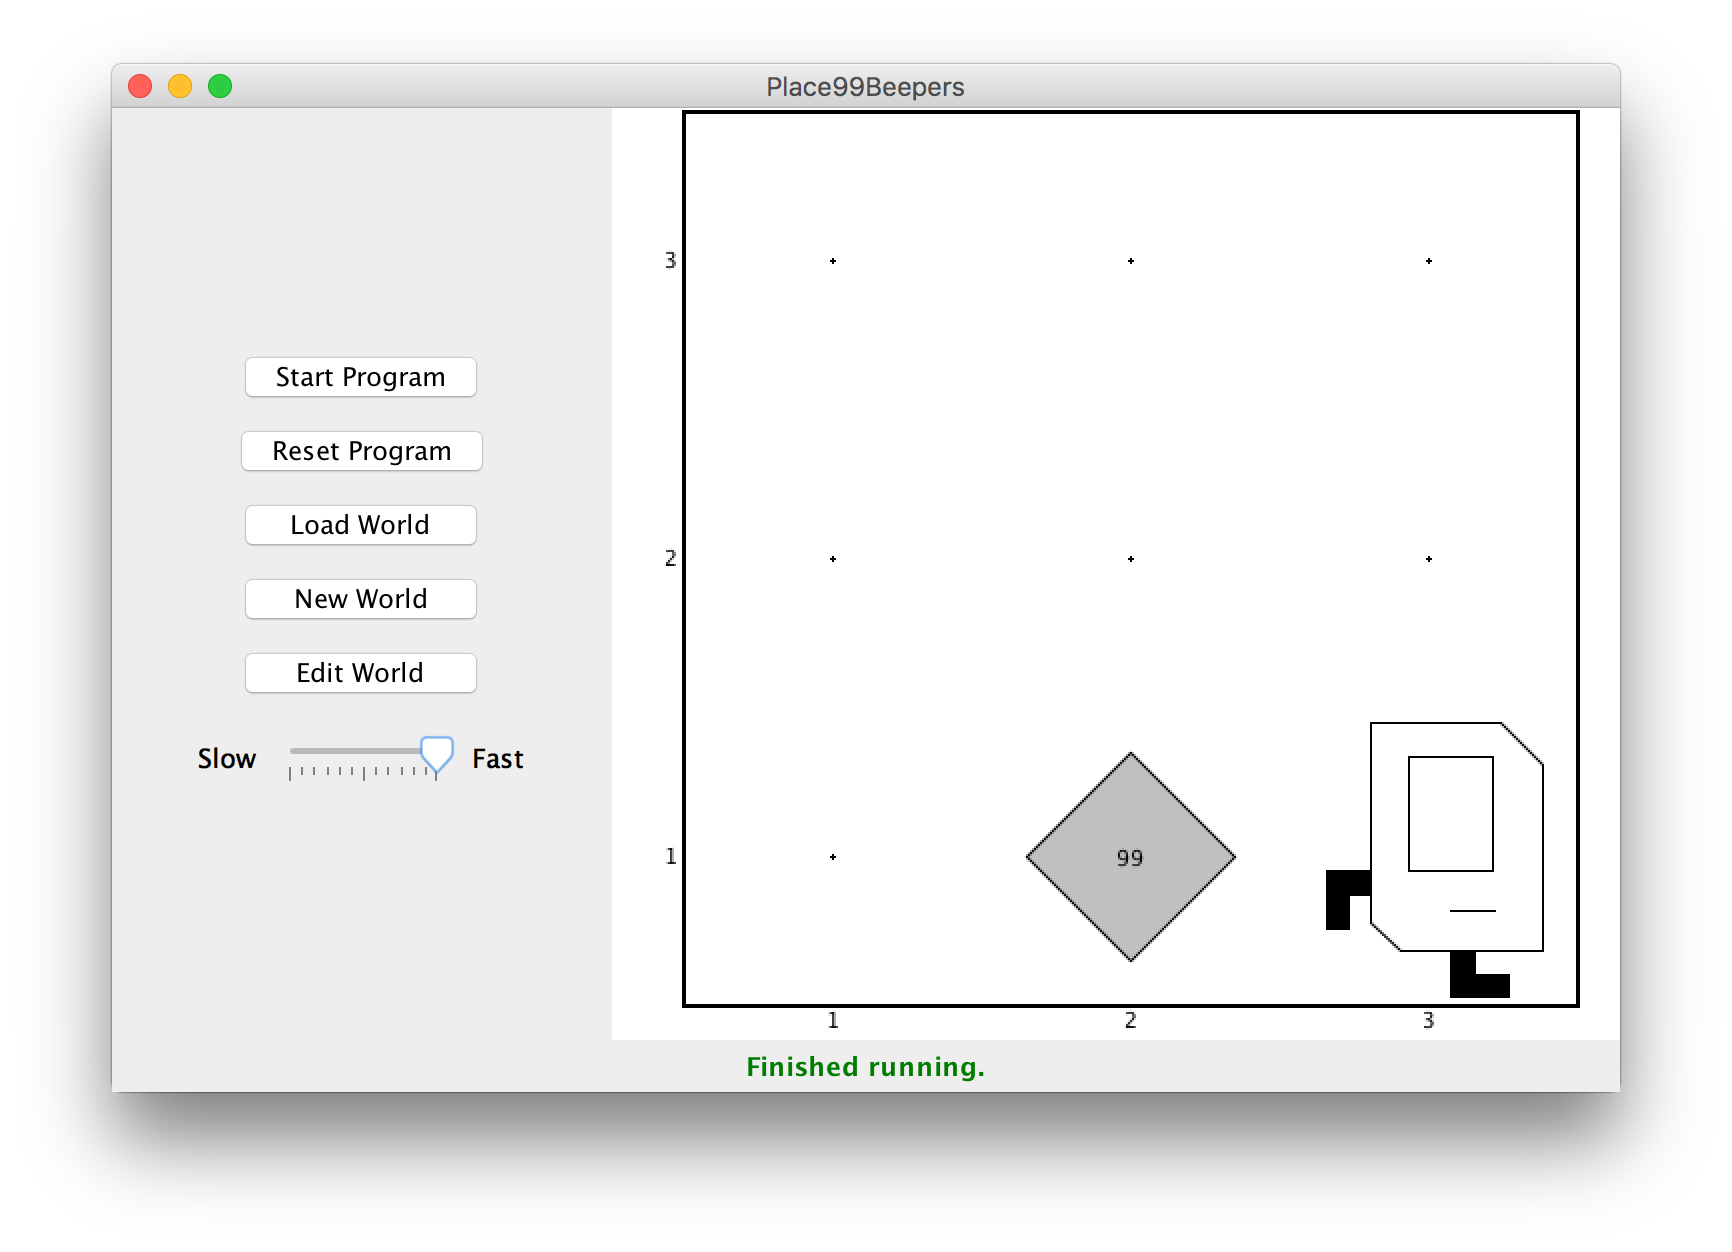 Place99Beepers
Start Program
Reset Program
Load World
New World
Edit World
Slow Fast
3
2
1
99
1 2 3
Finished running.